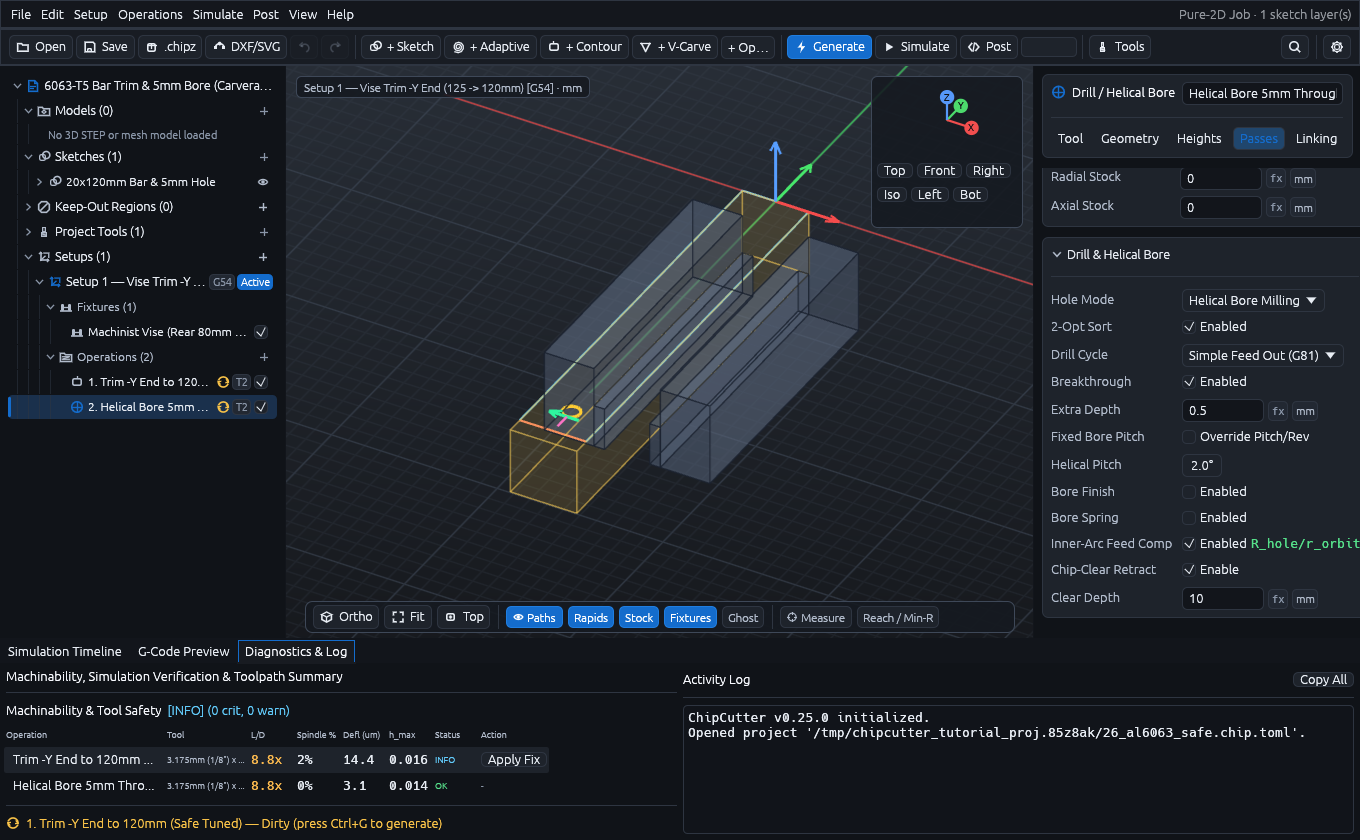 File Edit Setup Operations Simulate Post View Help
Pure-2D Job · 1 sketch layer(s)
Open Save .chipz DXF/SVG + Sketch + Adaptive + Contour + V-Carve + Op... Generate Simulate Post Tools
6063-T5 Bar Trim & 5mm Bore (Carvera...
Models (0) +
No 3D STEP or mesh model loaded
Sketches (1) +
20x120mm Bar & 5mm Hole
Keep-Out Regions (0) +
Project Tools (1) +
Setups (1) +
Setup 1 — Vise Trim -Y ... G54 Active
Fixtures (1)
Machinist Vise (Rear 80mm ...
Operations (2) +
1. Trim -Y End to 120... T2
2. Helical Bore 5mm ... T2
Setup 1 — Vise Trim -Y End (125 -> 120mm) [G54] · mm
Z
Y
X
Top Front Right
Iso Left Bot
Ortho Fit Top Paths Rapids Stock Fixtures Ghost Measure Reach / Min-R
Drill / Helical Bore Helical Bore 5mm Throug
Tool Geometry Heights Passes Linking
Radial Stock 0 fx mm
Axial Stock 0 fx mm
Drill & Helical Bore
Hole Mode Helical Bore Milling
2-Opt Sort Enabled
Drill Cycle Simple Feed Out (G81)
Breakthrough Enabled
Extra Depth 0.5 fx mm
Fixed Bore Pitch Override Pitch/Rev
Helical Pitch 2.0°
Bore Finish Enabled
Bore Spring Enabled
Inner-Arc Feed Comp Enabled R_hole/r_orbit
Chip-Clear Retract Enable
Clear Depth 10 fx mm
Simulation Timeline G-Code Preview Diagnostics & Log
Machinability, Simulation Verification & Toolpath Summary
Machinability & Tool Safety [INFO] (0 crit, 0 warn)
Operation Tool L/D Spindle % Defl (um) h_max Status Action
Trim -Y End to 120mm ... 3.175mm (1/8") x ... 8.8x 2% 14.4 0.016 INFO Apply Fix
Helical Bore 5mm Thro... 3.175mm (1/8") x ... 8.8x 0% 3.1 0.014 OK -
1. Trim -Y End to 120mm (Safe Tuned) — Dirty (press Ctrl+G to generate)
Activity Log Copy All
ChipCutter v0.25.0 initialized.
Opened project '/tmp/chipcutter_tutorial_proj.85z8ak/26_al6063_safe.chip.toml'.